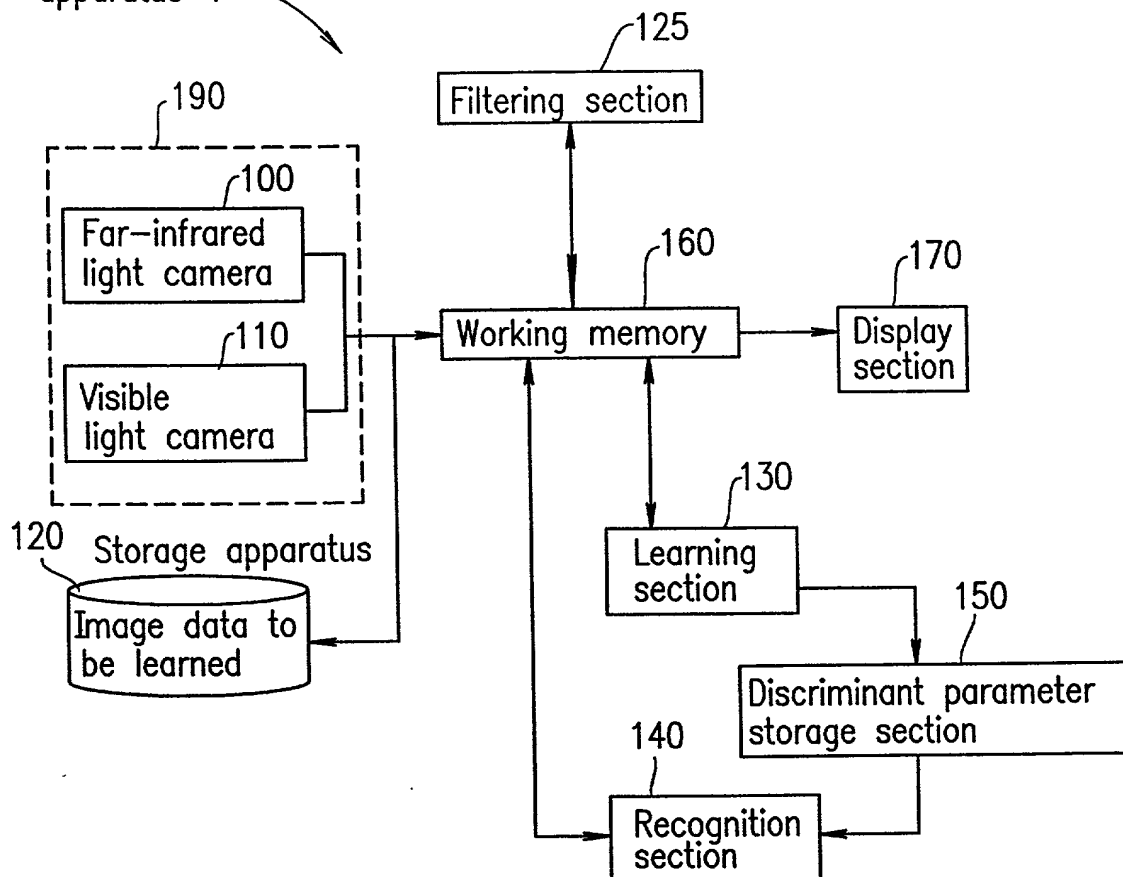 apparatus
125
Filtering section
190
100
Far-infrared
light camera
160
Working memory
170
Display
section
110
Visible
light camera
130
Learning
section
120
Storage apparatus
Image data to
be learned
150
Discriminant parameter
storage section
140
Recognition
section